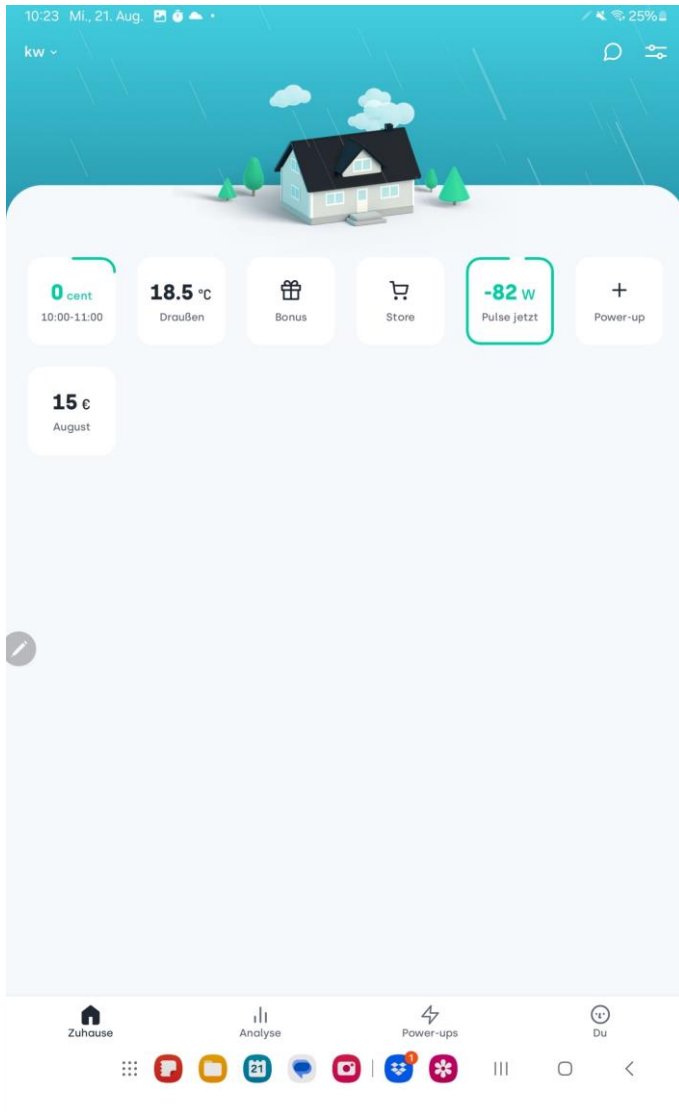 10:23 Mi., 21. Aug. 25%
kw
0 cent
10:00-11:00
18.5 °C
Draußen
Bonus
Store
-82 W
Pulse jetzt
Power-up
15 €
August
Zuhause
Analyse
Power-ups
Du
21
1